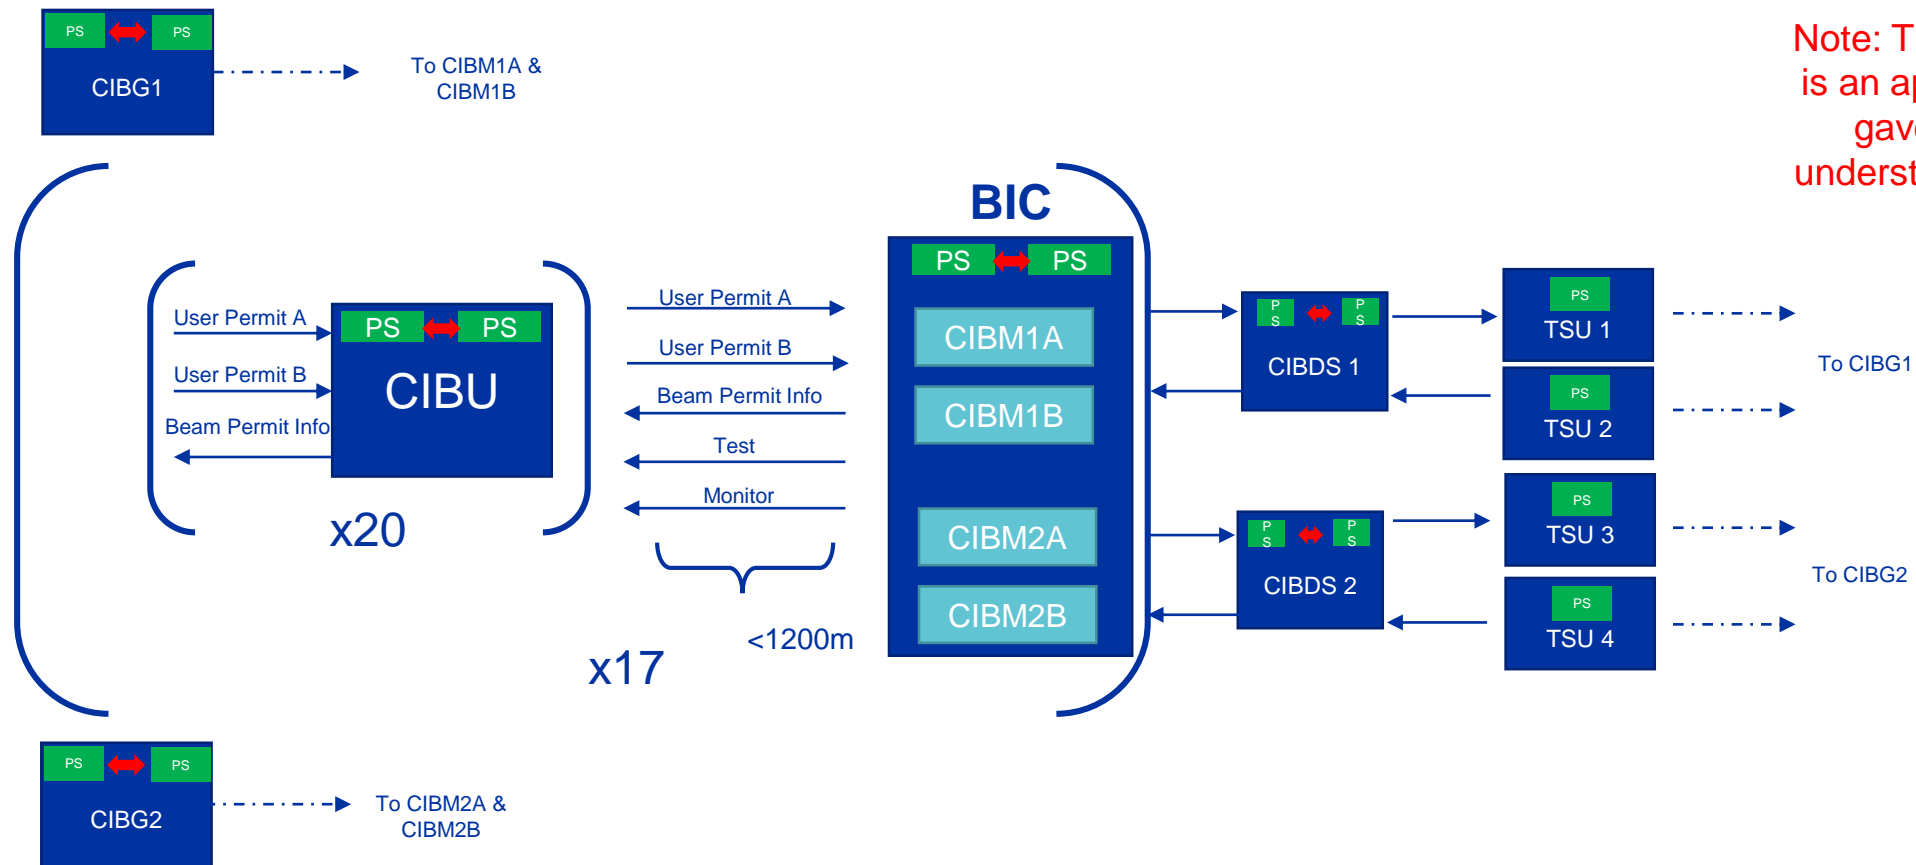 PS PS
CIBG1
To CIBM1A &
CIBM1B
Note: T
is an
gave
BIC
User Permit A
User Permit B
Beam Permit Info
PS PS
CIBU
x20
User Permit A
User Permit B
Beam Permit Info
Test
Monitor
<1200m
x17
PS PS
CIBM1A
CIBM1B
CIBM2A
CIBM2B
P P
S S
CIBDS 1
P P
S S
CIBDS 2
PS
TSU 1
PS
TSU 2
PS
TSU 3
PS
TSU 4
To CIBG1
To CIBG2
PS PS
CIBG2
To CIBM2A &
CIBM2B